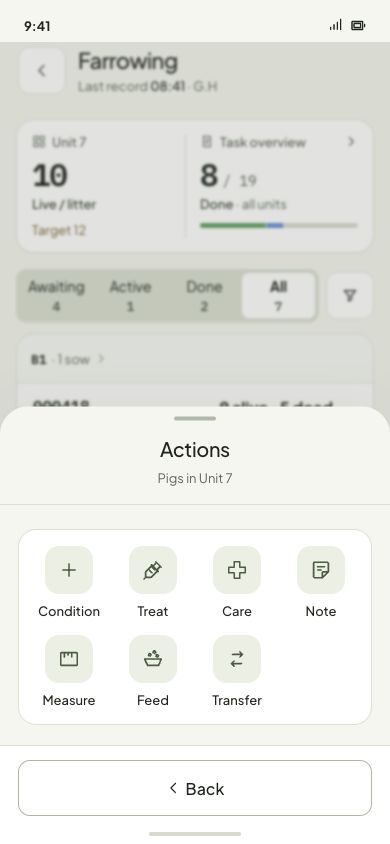 9:41
Farrowing
Last record 08:41 · G.H
Unit 7
10
Live / litter
Target 12
Task overview
8 / 19
Done · all units
Awaiting 4
Active 1
Done 2
All 7
B1 · 1 sow
Actions
Pigs in Unit 7
Condition Treat Care Note
Measure Feed Transfer
Back